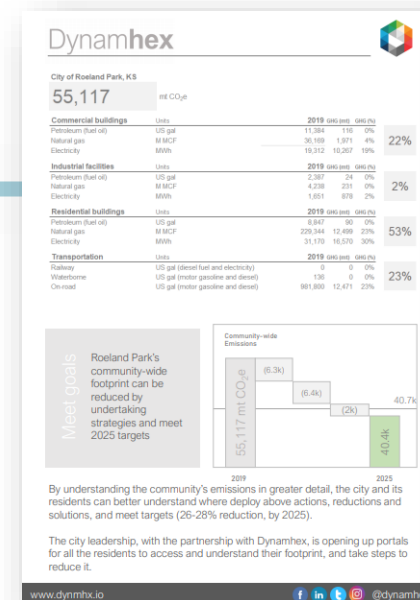 Dynamhex
City of Roeland Park, KS
55,117 mt CO₂e
Commercial buildings Units 2019 GHG (mt) GHG (%)
Petroleum (fuel oil) US gal 11,384 116 0%
Natural gas M MCF 36,169 1,971 4%
Electricity MWh 19,312 10,267 19%
22%
Industrial facilities Units 2019 GHG (mt) GHG (%)
Petroleum (fuel oil) US gal 2,387 24 0%
Natural gas M MCF 4,238 231 0%
Electricity MWh 1,651 878 2%
2%
Residential buildings Units 2019 GHG (mt) GHG (%)
Petroleum (fuel oil) US gal 8,847 90 0%
Natural gas M MCF 229,344 12,499 23%
Electricity MWh 31,170 16,570 30%
53%
Transportation Units 2019 GHG (mt) GHG (%)
Railway US gal (diesel fuel and electricity) 0 0 0%
Waterborne US gal (motor gasoline and diesel) 136 0 0%
On-road US gal (motor gasoline and diesel) 981,800 12,471 23%
23%
Meet goals
Roeland Park's
community-wide
footprint can be
reduced by
undertaking
strategies and meet
2025 targets
Community-wide
Emissions
55,117 mt CO₂e
(6.3k)
(6.4k)
(2k)
40.7k
40.4k
2019 2025
By understanding the community's emissions in greater detail, the city and its
residents can better understand where deploy above actions, reductions and
solutions, and meet targets (26-28% reduction, by 2025).
The city leadership, with the partnership with Dynamhex, is opening up portals
for all the residents to access and understand their footprint, and take steps to
reduce it.
www.dynmhx.io @dynamh